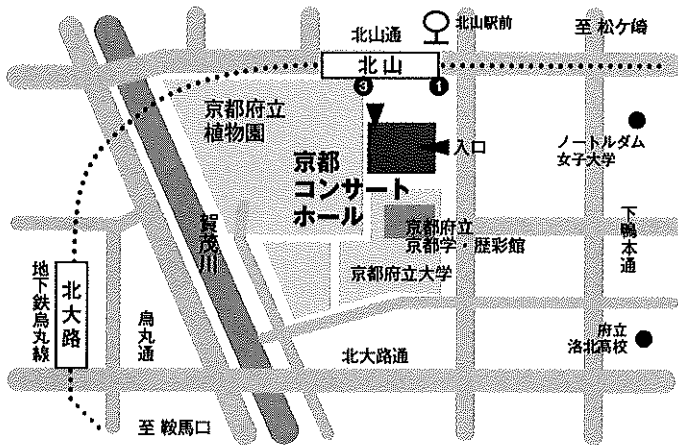 北山通
北山駅前
至 松ケ崎
北山
❸
❶
京都府立
植物園
入口
ノートルダム
女子大学
京都
コンサート
ホール
賀茂川
京都府立
京都学・歴彩館
下鴨本通
京都府立大学
地下鉄烏丸線
北大路
烏丸通
北大路通
府立
洛北高校
至 鞍馬口